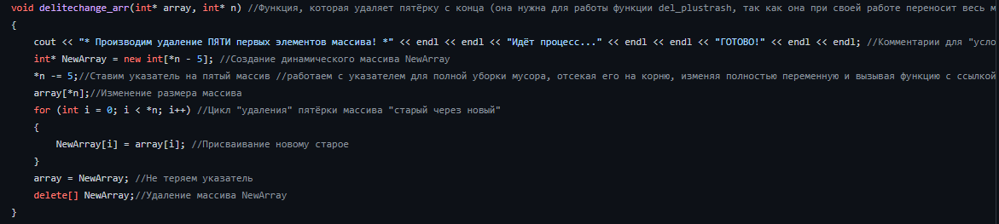 void delitechange_arr(int* array, int* n) //Функция, которая удаляет пятёрку с конца (она нужна для работы функции del_plustrash, так как она при своей работе переносит весь м
{
cout << "* Производим удаление ПЯТИ первых элементов массива! *" << endl << endl << "Идёт процесс..." << endl << endl << "ГОТОВО!" << endl << endl; //Комментарии для "усло
int* NewArray = new int[*n - 5]; //Создание динамического массива NewArray
*n -= 5;//Ставим указатель на пятый массив //работаем с указателем для полной уборки мусора, отсекая его на корню, изменяя полностью переменную и вызывая функцию с ссылкой
array[*n];//Изменение размера массива
for (int i = 0; i < *n; i++) //Цикл "удаления" пятёрки массива "старый через новый"
{
NewArray[i] = array[i]; //Присваивание новому старое
}
array = NewArray; //Не теряем указатель
delete[] NewArray;//Удаление массива NewArray
}